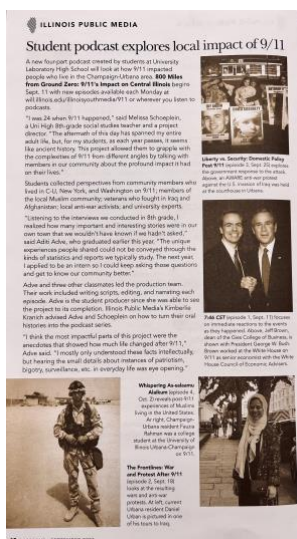 ILLINOIS PUBLIC MEDIA
Student podcast explores local impact of 9/11
A new four-part podcast created by students at University
Laboratory High School will look at how 9/11 impacted
people who live in the Champaign-Urbana area. 800 Miles
from Ground Zero: 9/11's Impact on Central Illinois begins
Sept. 11 with new episodes available each Monday at
will.illinois.edu/illinoisyouthmedia/911 or wherever you listen to
podcasts.
"I was 24 when 9/11 happened," said Melissa Schoeplein,
a Uni High 8th-grade social studies teacher and a project
director. "The aftermath of this day has spanned my entire
adult life, but, for my students, as each year passes, it seems
like ancient history. This project allowed them to grapple with
the complexities of 9/11 from different angles by talking with
members in our community about the profound impact it had
on their lives."
Students collected perspectives from community members who
lived in C-U, New York, and Washington on 9/11; members of
the local Muslim community; veterans who fought in Iraq and
Afghanistan; local anti-war activists, and university experts.
"Listening to the interviews we conducted in 8th grade, I
realized how many important and interesting stories were in our
own town that we wouldn't have known if we hadn't asked,"
said Aditi Adve, who graduated earlier this year. "The unique
experiences people shared could not be conveyed through the
kinds of statistics and reports we typically study. The next year,
I applied to be an intern so I could keep asking those questions
and get to know our community better."
Adve and three other classmates led the production team.
Their work included writing scripts, editing, and narrating each
episode. Adve is the student producer since she was able to see
the project to its completion. Illinois Public Media's Kimberlie
Kranich advised Adve and Schoeplein on how to turn their oral
histories into the podcast series.
"I think the most impactful parts of this project were the
anecdotes that showed how much life changed after 9/11,"
Adve said. "I mostly only understood these facts intellectually,
but hearing the small details about instances of patriotism,
bigotry, surveillance, etc. in everyday life was eye opening."
Liberty vs. Security: Domestic Policy
Post 9/11 (episode 3, Sept. 25) explores
the government response to the attack.
Above, an AWARE anti-war protest
against the U.S. invasion of Iraq was held
at the courthouse in Urbana.
7:46 CST (episode 1, Sept. 11) focuses
on immediate reactions to the events
as they happened. Above, Jeff Brown,
dean of the Gies College of Business, is
shown with President George W. Bush.
Brown worked at the White House on
9/11 as senior economist with the White
House Council of Economic Advisers.
Whispering As-salaamu
Alaikum (episode 4,
Oct. 2) reveals post-9/11
experiences of Muslims
living in the United States.
At right, Champaign-
Urbana resident Fauzia
Rahman was a college
student at the University of
Illinois Urbana-Champaign
on 9/11.
The Frontlines: War
and Protest After 9/11
(episode 2, Sept. 18)
looks at the resulting
wars and anti-war
protests. At left, current
Urbana resident Daniel
Urban is pictured in one
of his tours to Iraq.